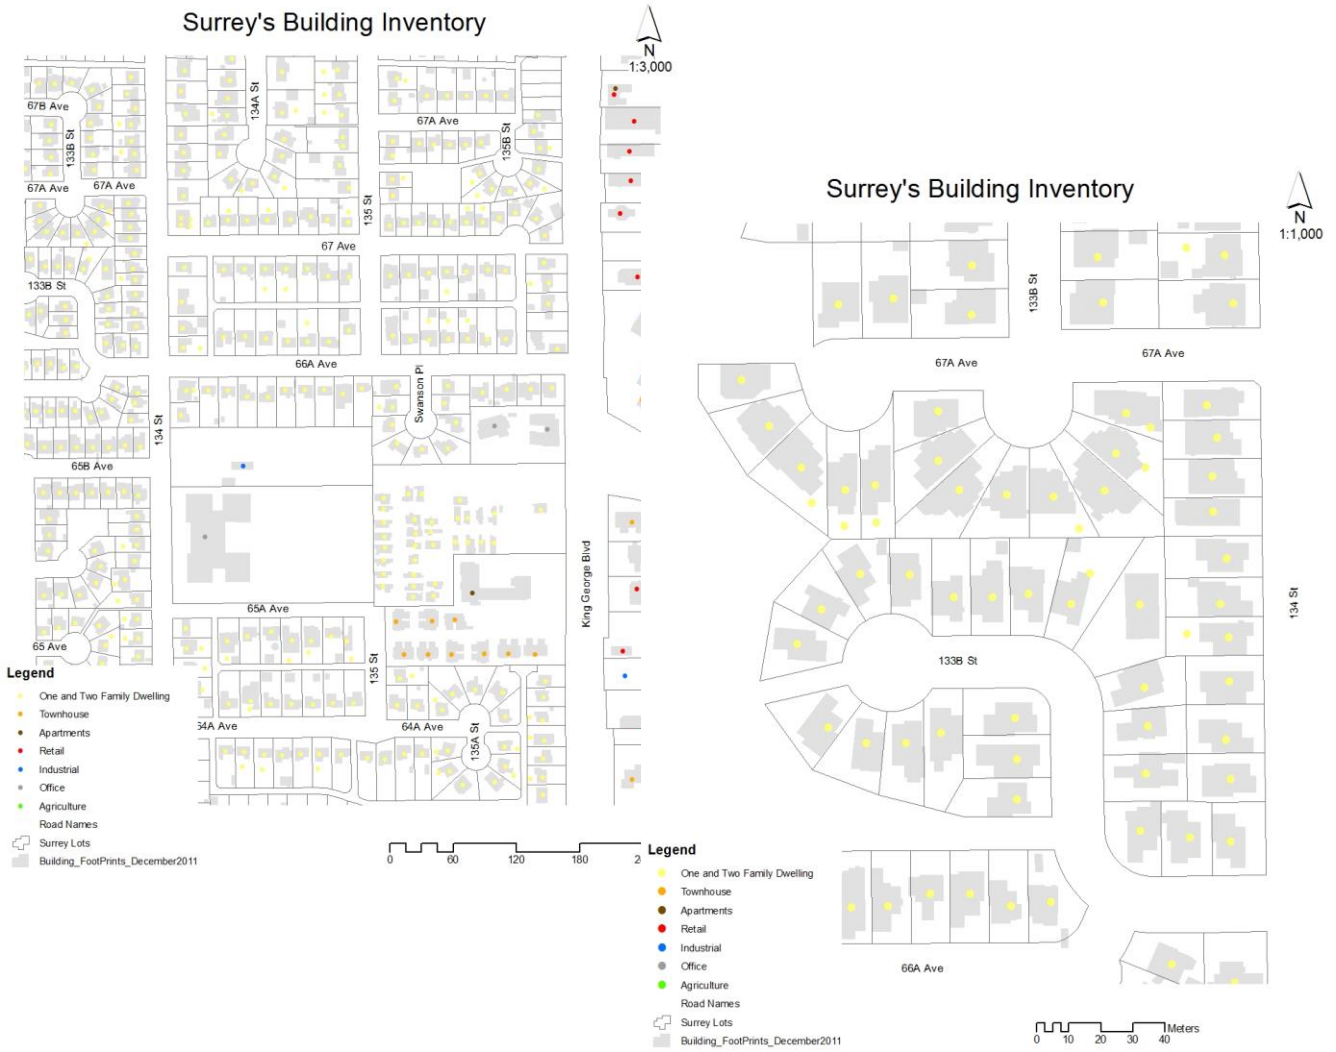 Surrey's Building Inventory
N
1:3,000
134A St
67B Ave
133B St
67A Ave
135B St
67A Ave
67A Ave
135 St
67 Ave
133B St
66A Ave
Swanson Pl
134 St
65B Ave
King George Blvd
65A Ave
65 Ave
135 St
64A Ave
64A Ave
135A St
Legend
One and Two Family Dwelling
Townhouse
Apartments
Retail
Industrial
Office
Agriculture
Road Names
Surrey Lots
Building_FootPrints_December2011
0 60 120 180
Surrey's Building Inventory
N
1:1,000
133B St
67A Ave
67A Ave
134 St
133B St
66A Ave
Legend
One and Two Family Dwelling
Townhouse
Apartments
Retail
Industrial
Office
Agriculture
Road Names
Surrey Lots
Building_FootPrints_December2011
Meters
0 10 20 30 40